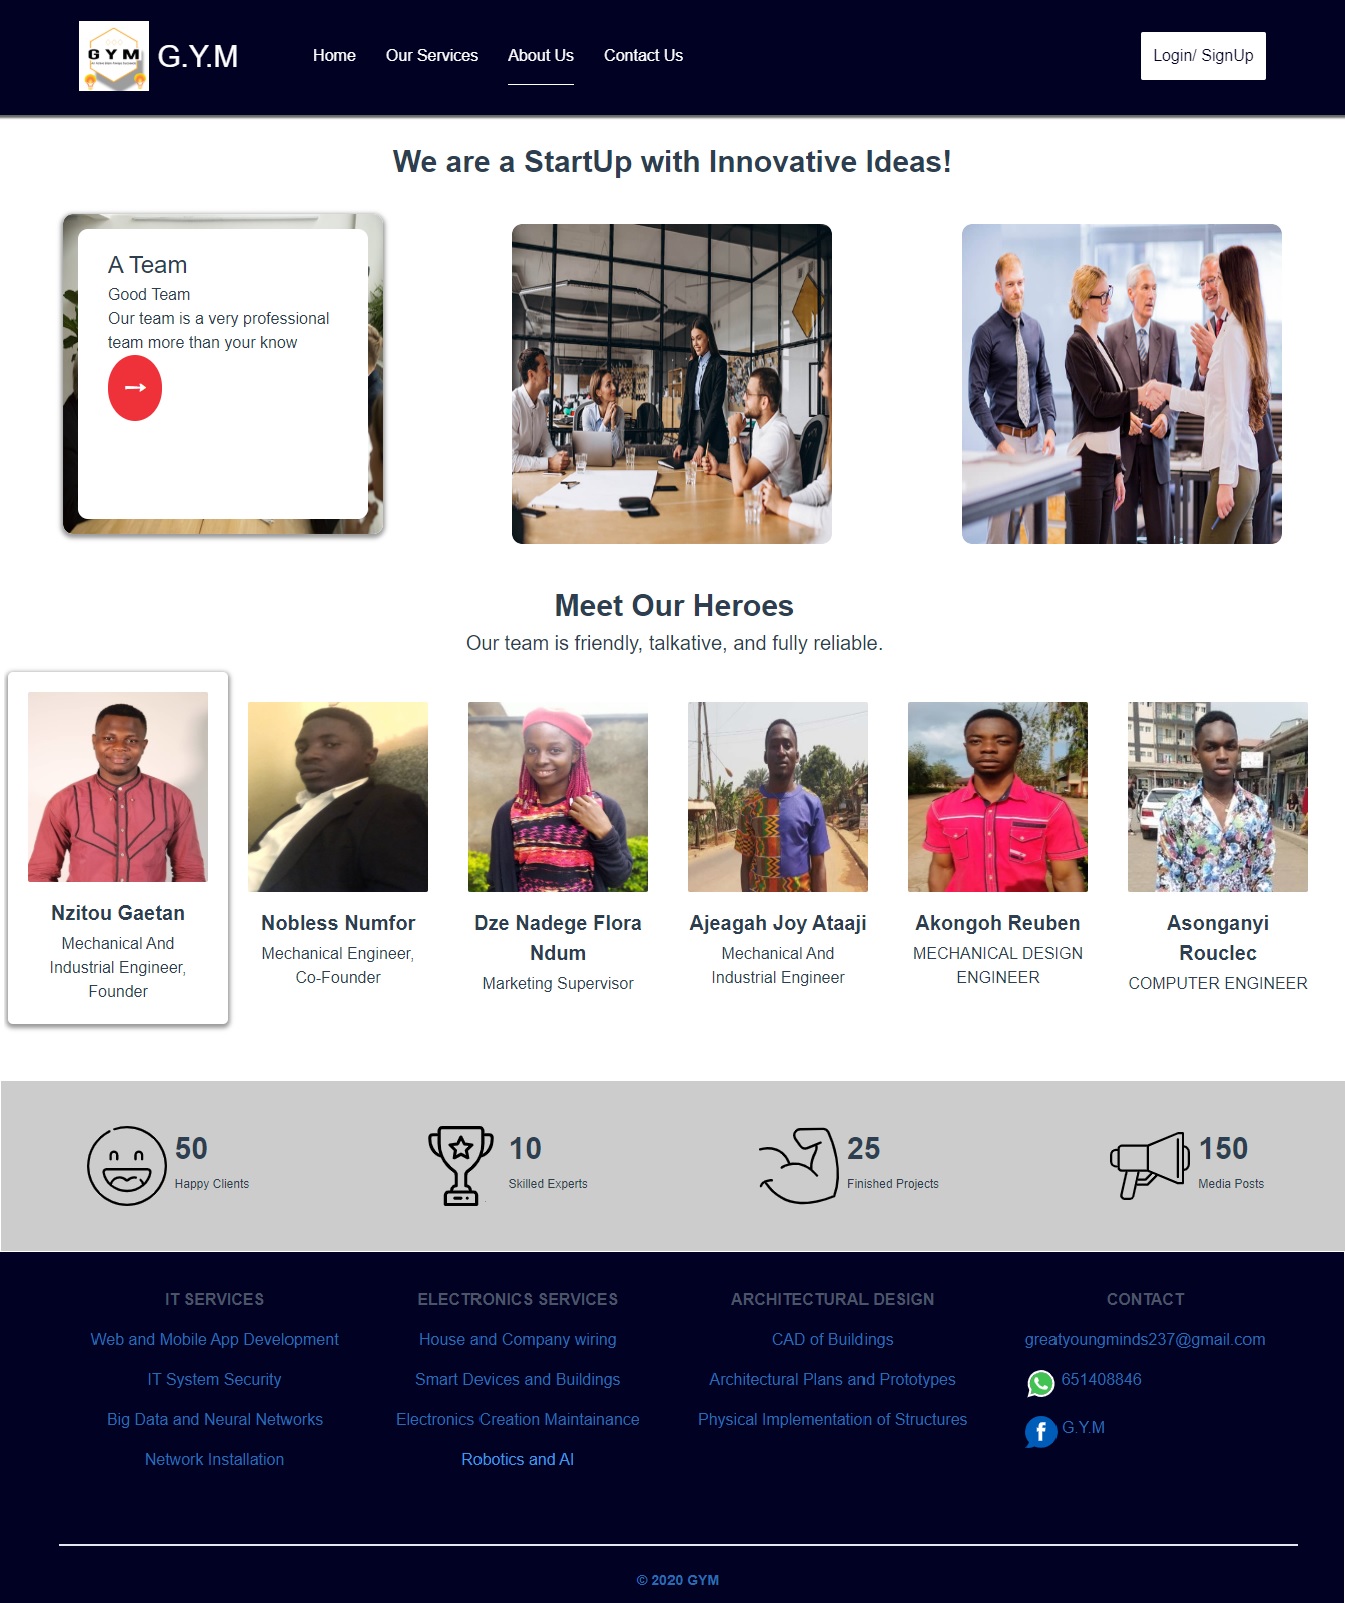 GYM
G.Y.M
Home
Our Services
About Us
Contact Us
Login/ SignUp
We are a StartUp with Innovative Ideas!
A Team
Good Team
Our team is a very professional
team more than your know
Meet Our Heroes
Our team is friendly, talkative, and fully reliable.
Nzitou Gaetan
Mechanical And
Industrial Engineer,
Founder
Nobless Numfor
Mechanical Engineer,
Co-Founder
Dze Nadege Flora
Ndum
Marketing Supervisor
Ajeagah Joy Ataaji
Mechanical And
Industrial Engineer
Akongoh Reuben
MECHANICAL DESIGN
ENGINEER
Asonganyi
Rouclec
COMPUTER ENGINEER
50
Happy Clients
10
Skilled Experts
25
Finished Projects
150
Media Posts
IT SERVICES
Web and Mobile App Development
IT System Security
Big Data and Neural Networks
Network Installation
ELECTRONICS SERVICES
House and Company wiring
Smart Devices and Buildings
Electronics Creation Maintainance
Robotics and AI
ARCHITECTURAL DESIGN
CAD of Buildings
Architectural Plans and Prototypes
Physical Implementation of Structures
CONTACT
greatyoungminds237@gmail.com
651408846
G.Y.M
© 2020 GYM